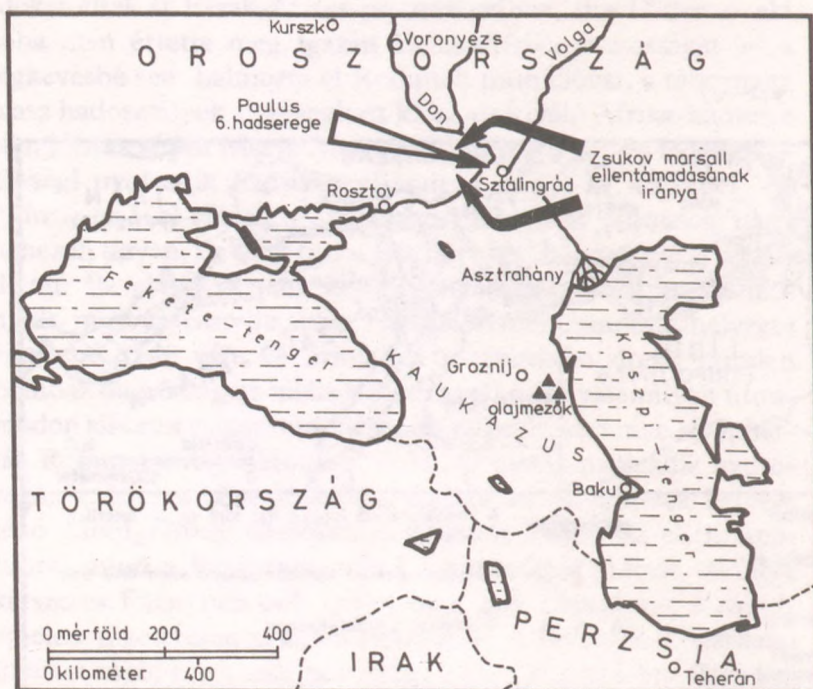 Kurszk
Voronyezs
OROSZORSZÁG
Don
Volga
Paulus
6. hadserege
Zsukov marsall
ellentámadásának
iránya
Sztálingrád
Rosztov
Asztrahány
Fekete-tenger
Kaspi-tenger
KAUKÁZUS
Groznij
olajmezők
Baku
TÖRÖKORSZÁG
PERZSIA
IRAK
Teherán
0 mérföld 200 400
0 kilométer 400